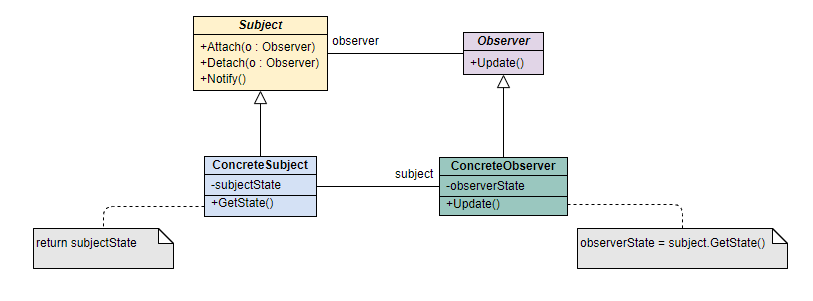 Subject
+Attach(o : Observer)
+Detach(o : Observer)
+Notify()
observer
Observer
+Update()
ConcreteSubject
-subjectState
+GetState()
subject
ConcreteObserver
-observerState
+Update()
return subjectState
observerState = subject.GetState()